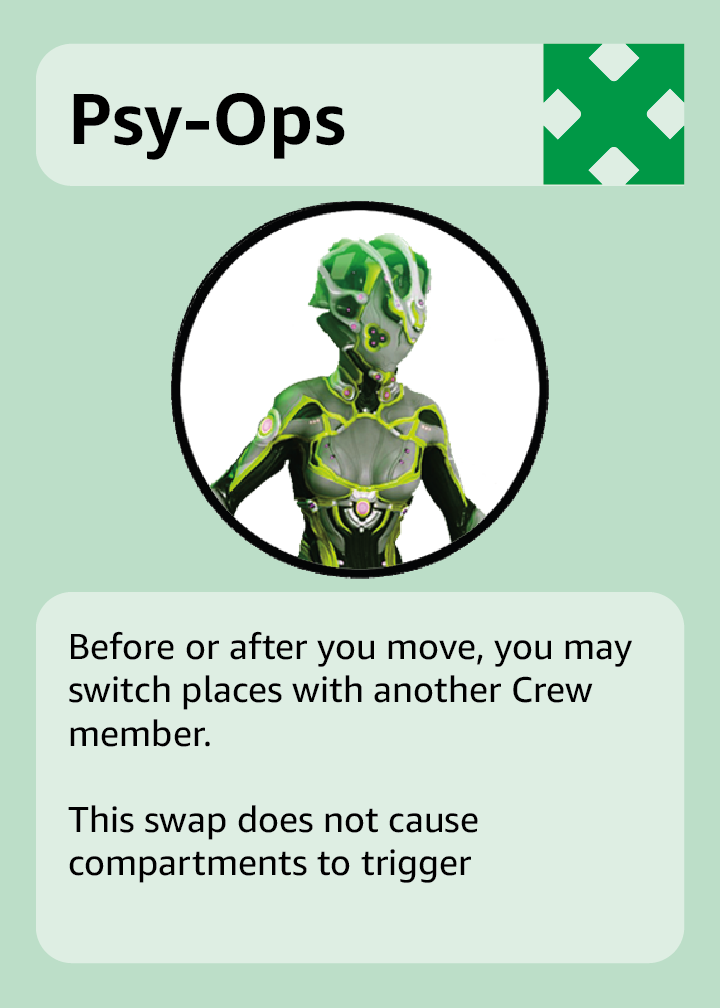 Psy-Ops
Before or after you move, you may
switch places with another Crew
member.
This swap does not cause
compartments to trigger